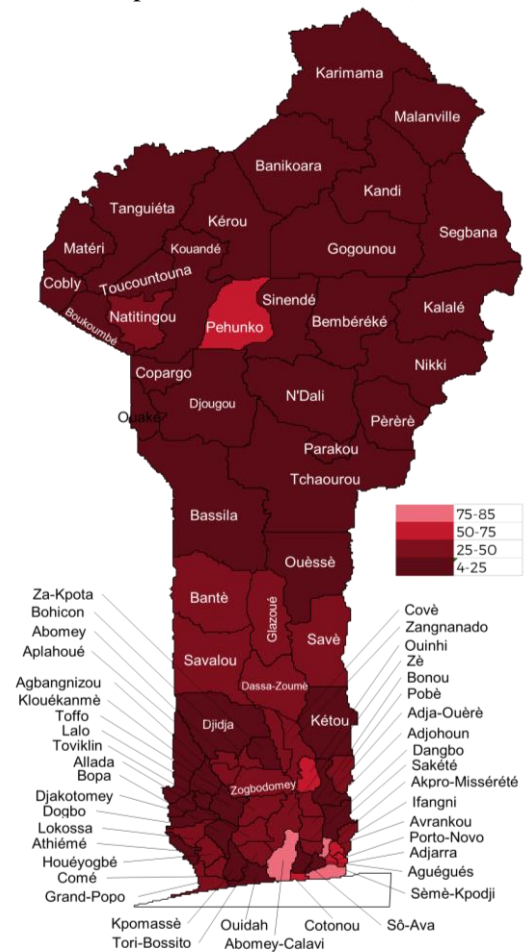 Karimama
Malanville
Banikoara
Kandi
Tanguiéta
Kérou
Segbana
Kouandé
Gogounou
Matéri
Toucountouna
Cobly
Sinendé
Kalalé
Natitingou
Bembéréké
Boukoumbé
Pehunko
Nikki
Copargo
N'Dali
Djougou
Pèrèrè
Ouaké
Parakou
Tchaourou
Bassila
75-85
50-75
25-50
4-25
Ouèssè
Bantè
Glazoué
Savè
Savalou
Dassa-Zoumè
Djidja
Kétou
Zogbodomey
Za-Kpota
Bohicon
Abomey
Aplahoué
Agbangnizou
Klouékanmè
Toffo
Lalo
Toviklin
Allada
Bopa
Djakotomey
Dogbo
Lokossa
Athiémé
Houéyogbé
Comé
Grand-Popo
Covè
Zangnanado
Ouinhi
Zè
Bonou
Pobè
Adja-Ouèrè
Adjohoun
Dangbo
Sakété
Akpro-Missérété
Ifangni
Avrankou
Porto-Novo
Adjarra
Aguégués
Sèmè-Kpodji
Kpomassè
Tori-Bossito
Ouidah
Abomey-Calavi
Cotonou
Sô-Ava